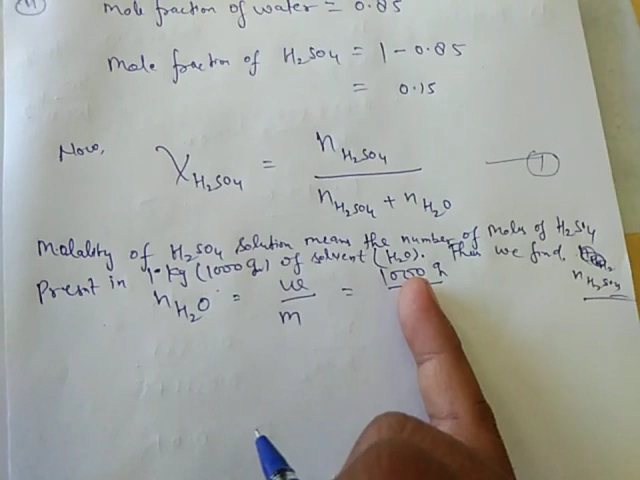 11
mole fraction of water = 0.85
Mole fraction of H₂SO₄ = 1 - 0.85
= 0.15
Now, χH₂SO₄ = nH₂SO₄ / nH₂SO₄ + nH₂O —— 1
Molality of H₂SO₄ solution means the number of moles of H₂SO₄
Present in 1 Kg (1000 g) of solvent (H₂O). Then we find nH₂SO₄
nH₂O = w / m = 1000 g